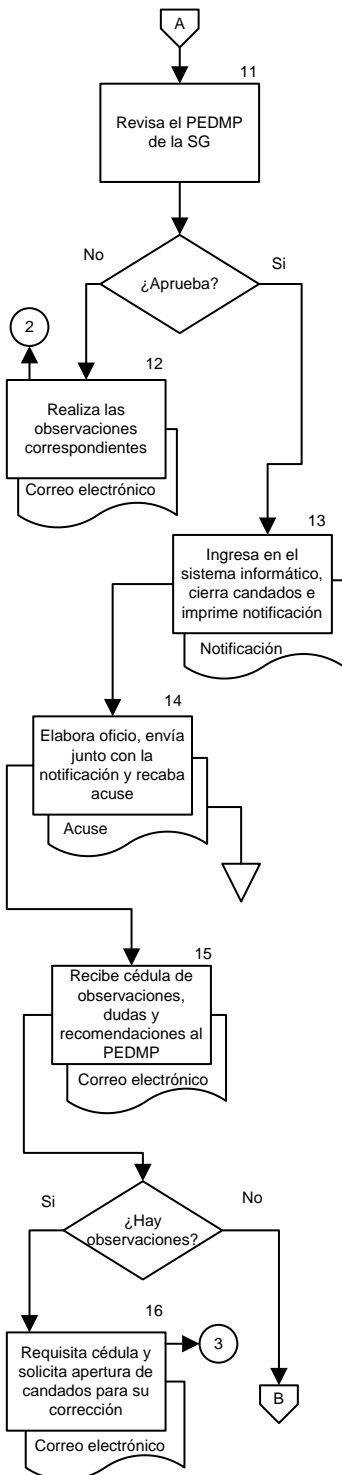 A
11
Revisa el PEDMP
de la SG
No
Si
¿Aprueba?
2
12
Realiza las
observaciones
correspondientes
Correo electrónico
13
Ingresa en el
sistema informático,
cierra candados e
imprime notificación
Notificación
14
Elabora oficio, envía
junto con la
notificación y recaba
acuse
Acuse
15
Recibe cédula de
observaciones,
dudas y
recomendaciones al
PEDMP
Correo electrónico
Si
No
¿Hay
observaciones?
16
Requisita cédula y
solicita apertura de
candados para su
corrección
3
B
Correo electrónico